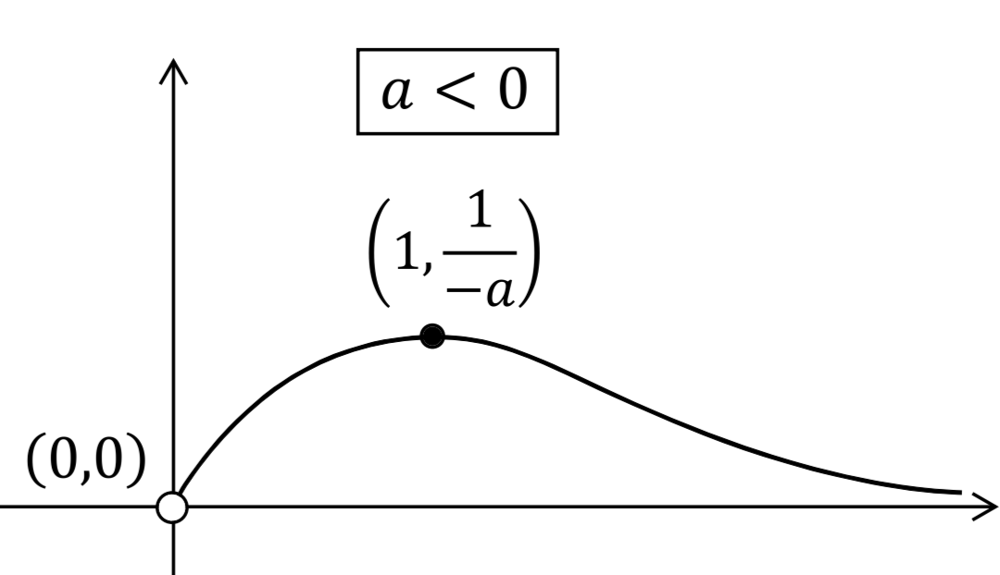 a < 0
(1, 1/−a)
(0,0)